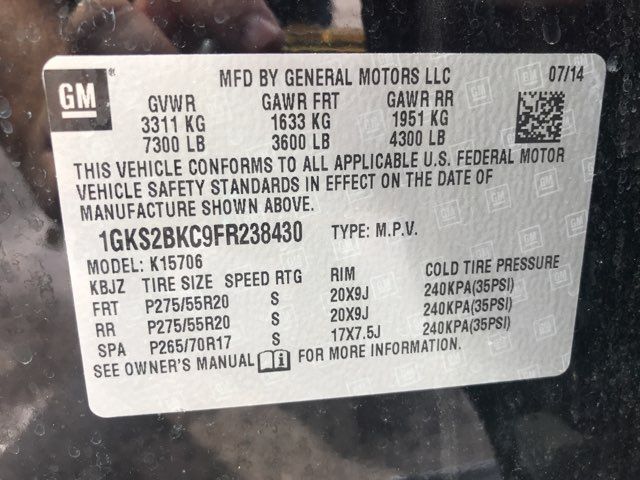 GM
MFD BY GENERAL MOTORS LLC 07/14
GVWR GAWR FRT GAWR RR
3311 KG 1633 KG 1951 KG
7300 LB 3600 LB 4300 LB
THIS VEHICLE CONFORMS TO ALL APPLICABLE U.S. FEDERAL MOTOR
VEHICLE SAFETY STANDARDS IN EFFECT ON THE DATE OF
MANUFACTURE SHOWN ABOVE.
1GKS2BKC9FR238430 TYPE: M.P.V.
MODEL: K15706
KBJZ TIRE SIZE SPEED RTG RIM COLD TIRE PRESSURE
FRT P275/55R20 S 20X9J 240KPA(35PSI)
RR P275/55R20 S 20X9J 240KPA(35PSI)
SPA P265/70R17 S 17X7.5J 240KPA(35PSI)
SEE OWNER'S MANUAL FOR MORE INFORMATION.